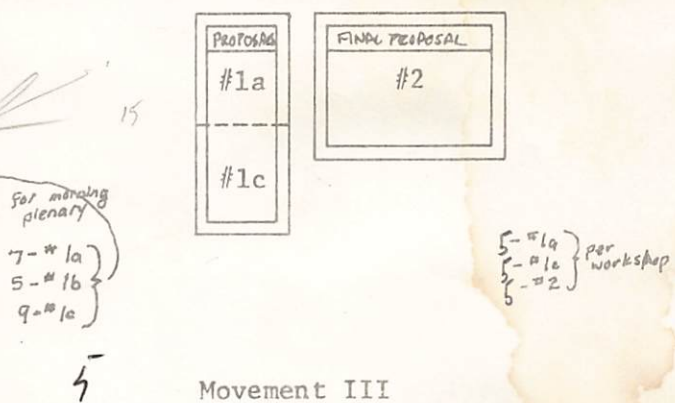 PROPOSAL
#1a
#1c
FINAL PROPOSAL
#2
15
for morning
plenary
7 - #1a
5 - #1b
9 - #1c
5 - #1a
5 - #1c
5 - #2
per
workshop
5
Movement III